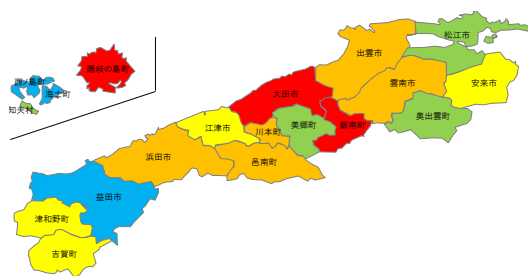 松江市
出雲市
隠岐の島町
西ノ島町
海士町
知夫村
大田市
雲南市
安来市
飯南町
奥出雲町
美郷町
江津市
川本町
浜田市
邑南町
益田市
津和野町
吉賀町